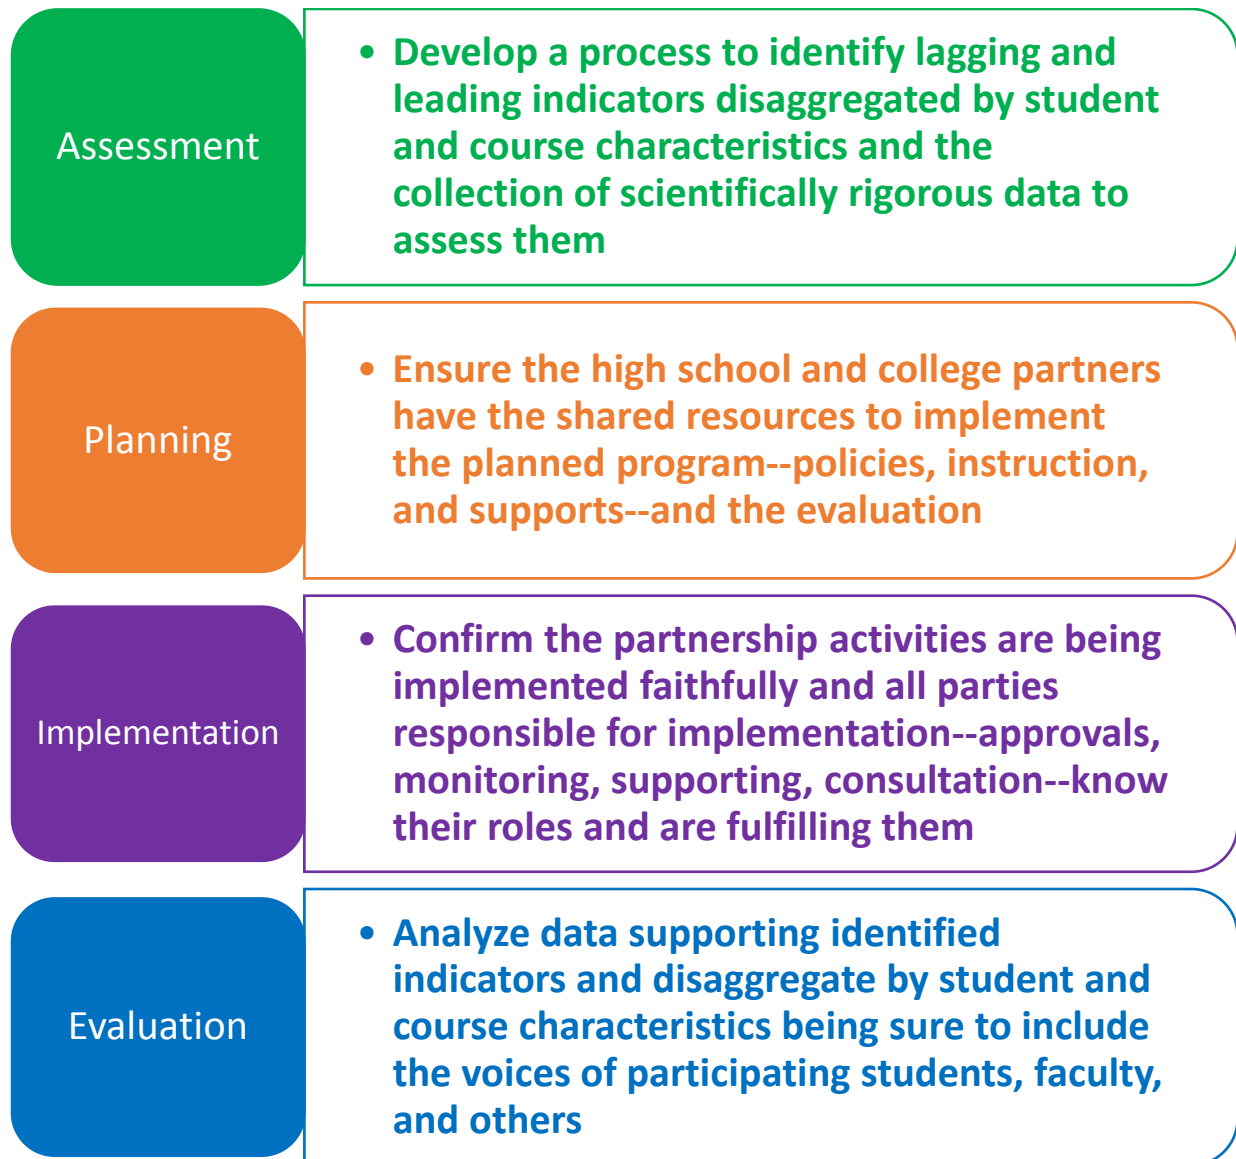 Assessment
• Develop a process to identify lagging and
leading indicators disaggregated by student
and course characteristics and the
collection of scientifically rigorous data to
assess them
Planning
• Ensure the high school and college partners
have the shared resources to implement
the planned program--policies, instruction,
and supports--and the evaluation
Implementation
• Confirm the partnership activities are being
implemented faithfully and all parties
responsible for implementation--approvals,
monitoring, supporting, consultation--know
their roles and are fulfilling them
Evaluation
• Analyze data supporting identified
indicators and disaggregate by student and
course characteristics being sure to include
the voices of participating students, faculty,
and others